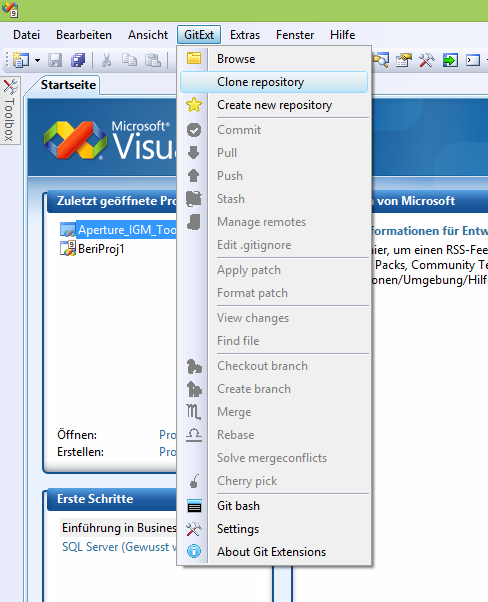 9
Datei Bearbeiten Ansicht GitExt Extras Fenster Hilfe
Toolbox
Startseite
Browse
Clone repository
Create new repository
Commit
Pull
Push
Stash
Manage remotes
Edit .gitignore
Apply patch
Format patch
View changes
Find file
Checkout branch
Create branch
Merge
Rebase
Solve mergeconflicts
Cherry pick
Git bash
Settings
About Git Extensions
Microsoft®
Visua
Zuletzt geöffnete Pro
n von Microsoft
Aperture_IGM_Too
BeriProj1
formationen für Entw
hier, um einen RSS-Fee
Packs, Community Te
onen/Umgebung/Hilf
Öffnen: Pro
Erstellen: Pro
Erste Schritte
Einführung in Business
SQL Server (Gewusst w